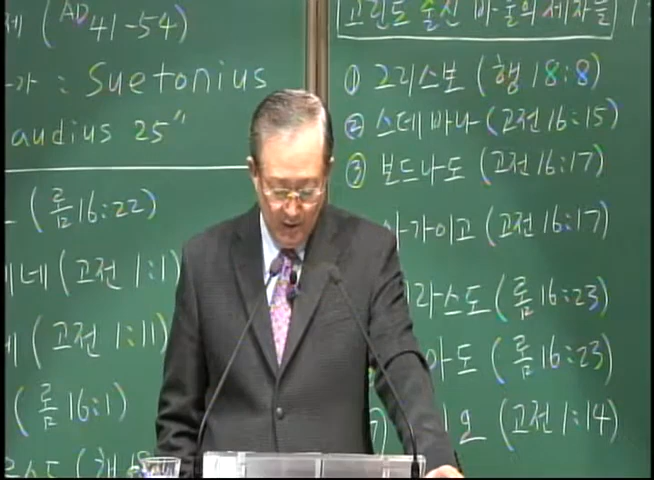 (AD 41-54)
: Suetonius
audius 25"
(롬 16:22)
네 (고전 1:1)
(고전 1:11)
(롬 16:1)
고린도 출신 바울의 제자들
① 그리스보 (행 18:8)
② 스데바나 (고전 16:15)
③ 보드나도 (고전 16:17)
아가이고 (고전 16:17)
라스도 (롬 16:23)
아도 (롬 16:23)
(고전 1:14)